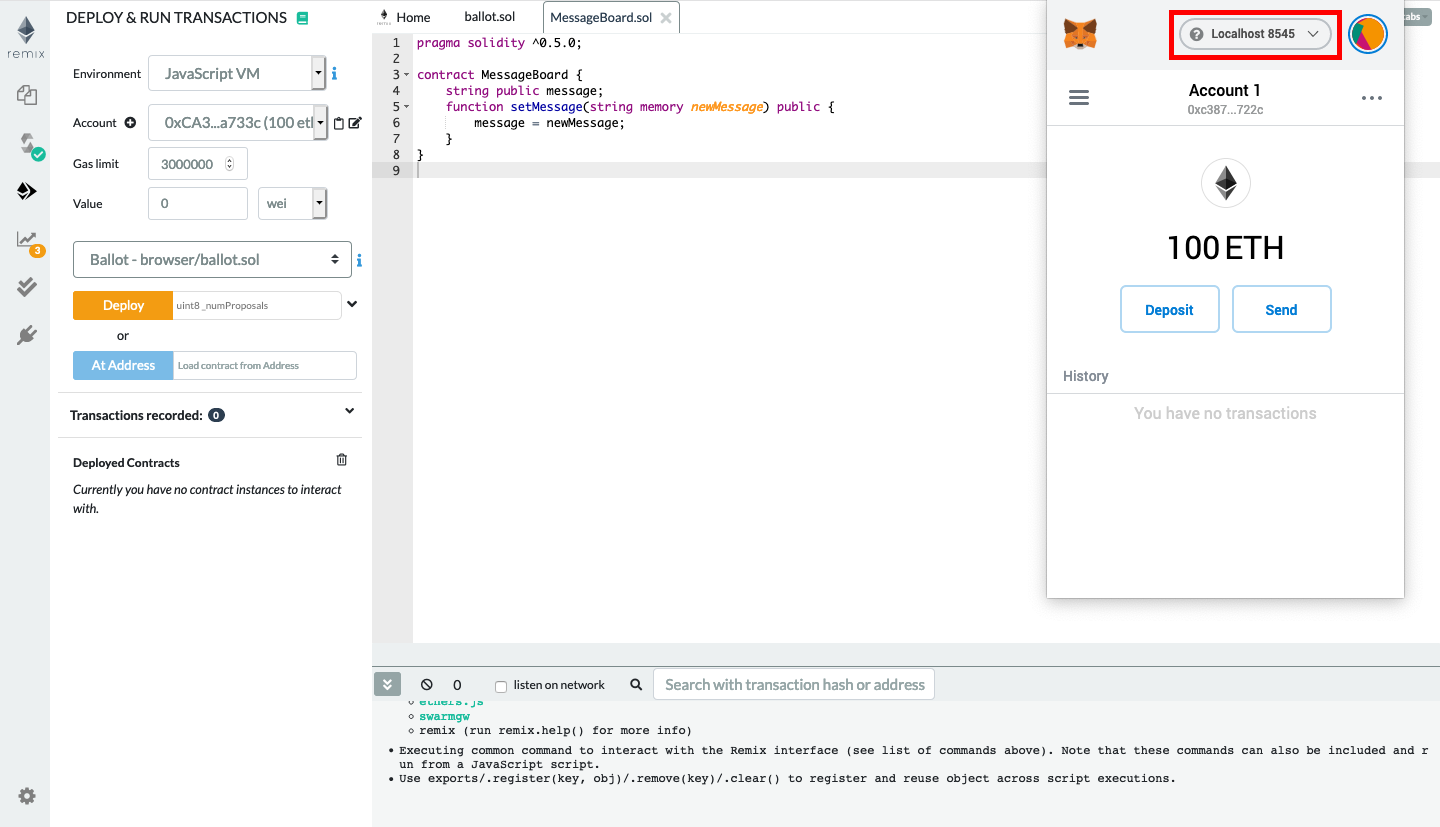 remix
3
DEPLOY & RUN TRANSACTIONS
Environment
JavaScript VM
Account
0xCA3...a733c (100 eth
Gas limit
3000000
Value
0
wei
Ballot - browser/ballot.sol
Deploy
uint8 _numProposals
or
At Address
Load contract from Address
Transactions recorded: 0
Deployed Contracts
Currently you have no contract instances to interact
with.
Home
ballot.sol
MessageBoard.sol
1 pragma solidity ^0.5.0;
2
3 contract MessageBoard {
4 string public message;
5 function setMessage(string memory newMessage) public {
6 message = newMessage;
7 }
8 }
9
tabs
Localhost 8545
Account 1
0xc387...722c
100 ETH
Deposit
Send
History
You have no transactions
0
listen on network
Search with transaction hash or address
ethers.js
swarmgw
remix (run remix.help() for more info)
Executing common command to interact with the Remix interface (see list of commands above). Note that these commands can also be included and r
un from a JavaScript script.
Use exports/.register(key, obj)/.remove(key)/.clear() to register and reuse object across script executions.